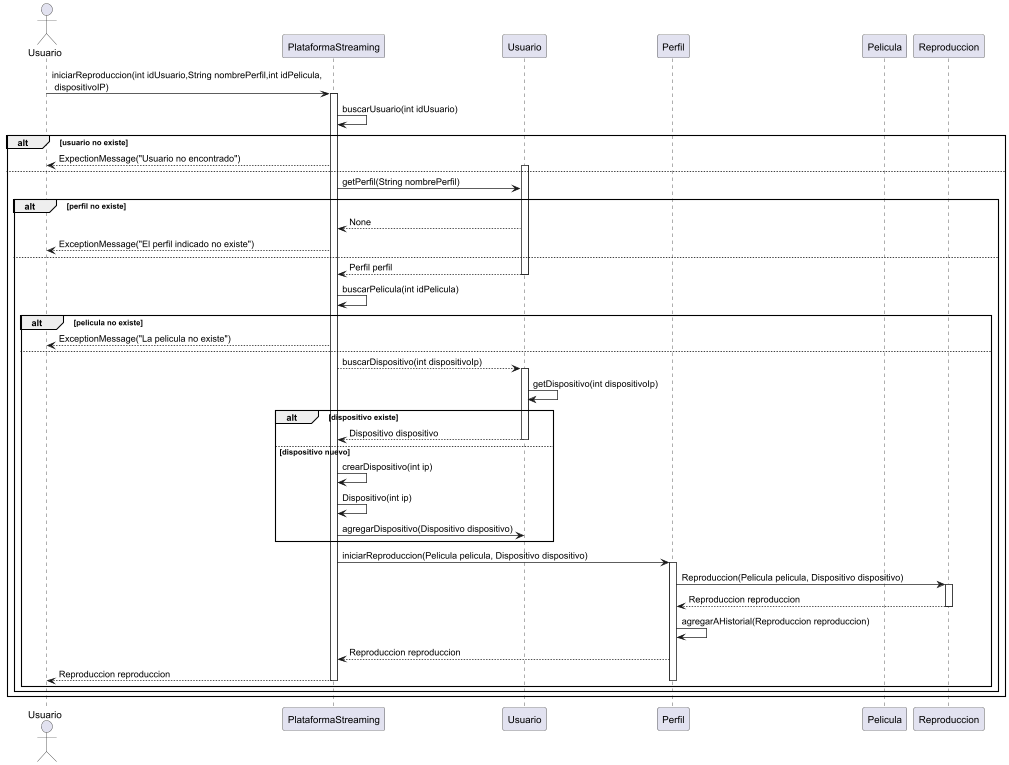 Usuario
PlataformaStreaming
Usuario
Perfil
Pelicula
Reproduccion
iniciarReproduccion(int idUsuario,String nombrePerfil,int idPelicula,
dispositivoIP)
buscarUsuario(int idUsuario)
alt
[usuario no existe]
ExpectionMessage("Usuario no encontrado")
getPerfil(String nombrePerfil)
alt
[perfil no existe]
None
ExceptionMessage("El perfil indicado no existe")
Perfil perfil
buscarPelicula(int idPelicula)
alt
[pelicula no existe]
ExceptionMessage("La pelicula no existe")
buscarDispositivo(int dispositivoIp)
getDispositivo(int dispositivoIp)
alt
[dispositivo existe]
Dispositivo dispositivo
[dispositivo nuevo]
crearDispositivo(int ip)
Dispositivo(int ip)
agregarDispositivo(Dispositivo dispositivo)
iniciarReproduccion(Pelicula pelicula, Dispositivo dispositivo)
Reproduccion(Pelicula pelicula, Dispositivo dispositivo)
Reproduccion reproduccion
agregarAHistorial(Reproduccion reproduccion)
Reproduccion reproduccion
Reproduccion reproduccion
Usuario
PlataformaStreaming
Usuario
Perfil
Pelicula
Reproduccion